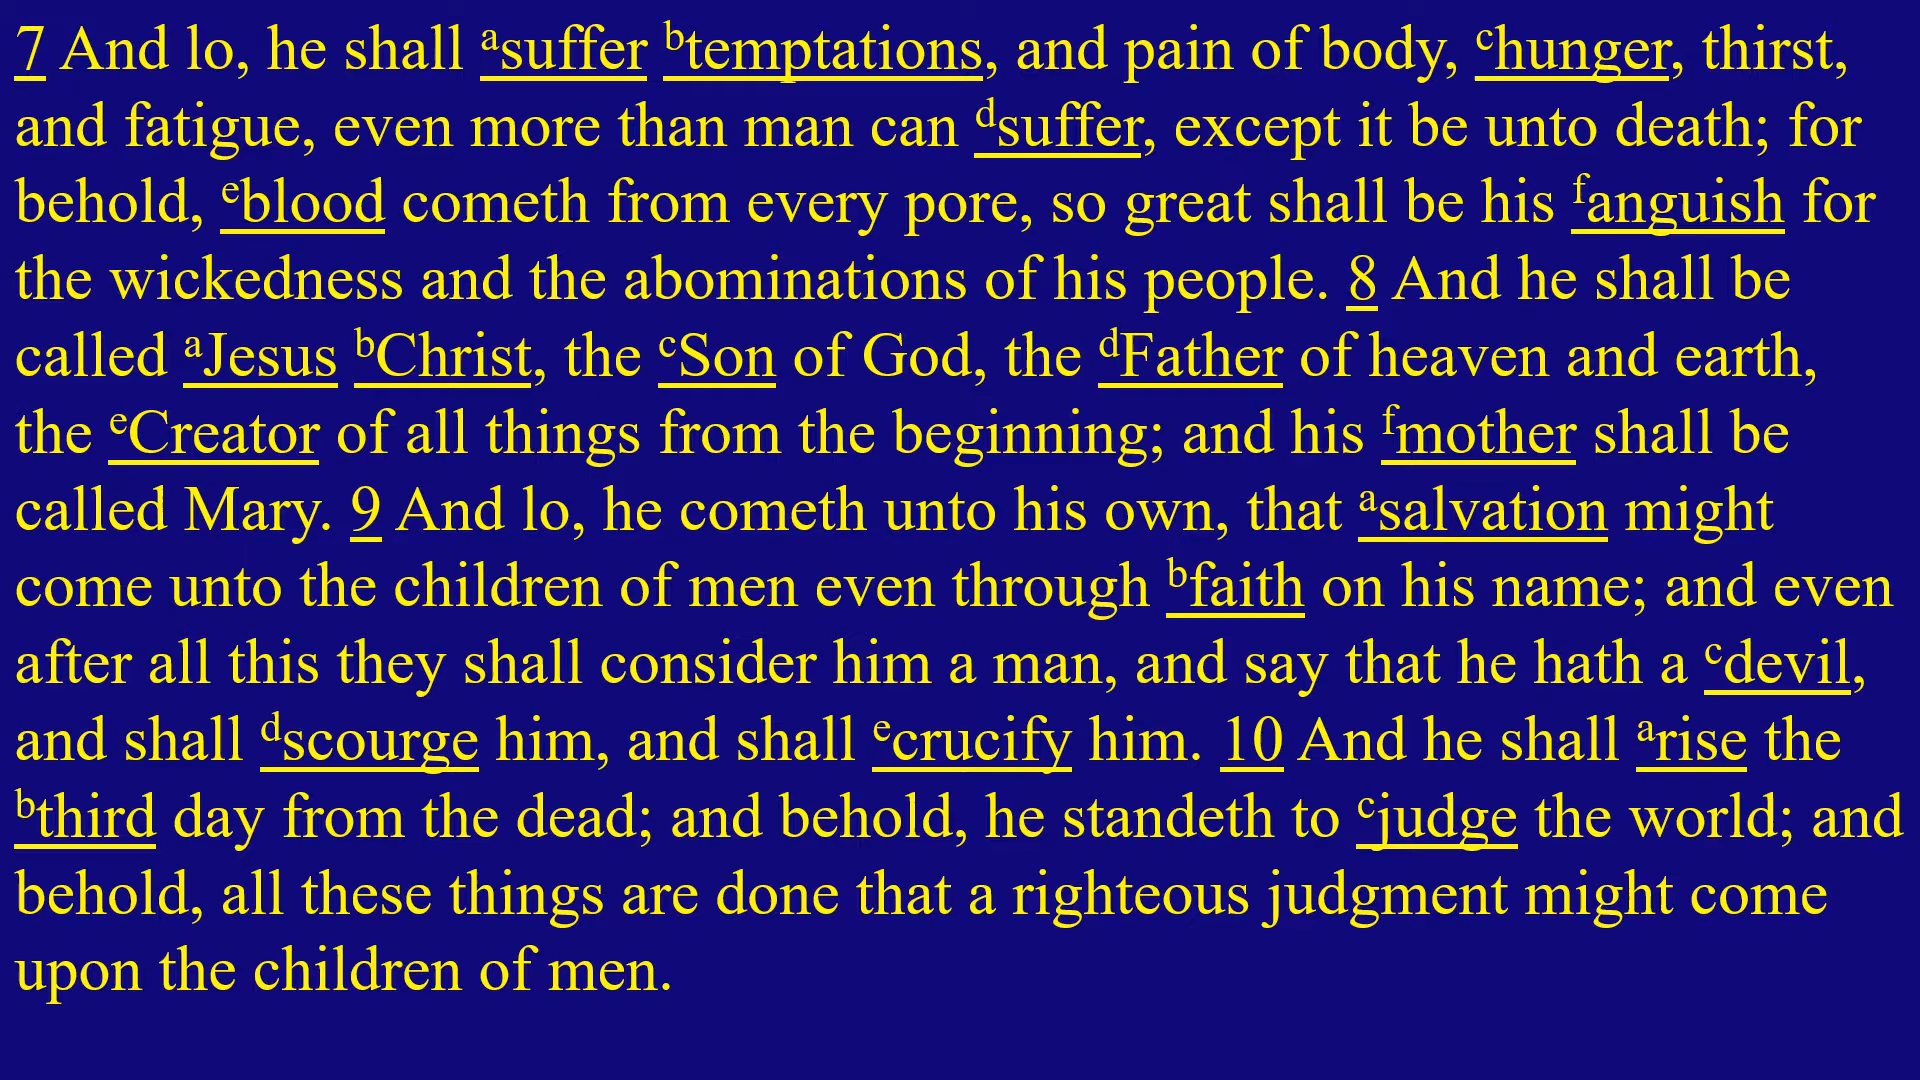 7 And lo, he shall ᵃsuffer ᵇtemptations, and pain of body, ᶜhunger, thirst,
and fatigue, even more than man can ᵈsuffer, except it be unto death; for
behold, ᵉblood cometh from every pore, so great shall be his ᶠanguish for
the wickedness and the abominations of his people. 8 And he shall be
called ᵃJesus ᵇChrist, the ᶜSon of God, the ᵈFather of heaven and earth,
the ᵉCreator of all things from the beginning; and his ᶠmother shall be
called Mary. 9 And lo, he cometh unto his own, that ᵃsalvation might
come unto the children of men even through ᵇfaith on his name; and even
after all this they shall consider him a man, and say that he hath a ᶜdevil,
and shall ᵈscourge him, and shall ᵉcrucify him. 10 And he shall ᵃrise the
ᵇthird day from the dead; and behold, he standeth to ᶜjudge the world; and
behold, all these things are done that a righteous judgment might come
upon the children of men.